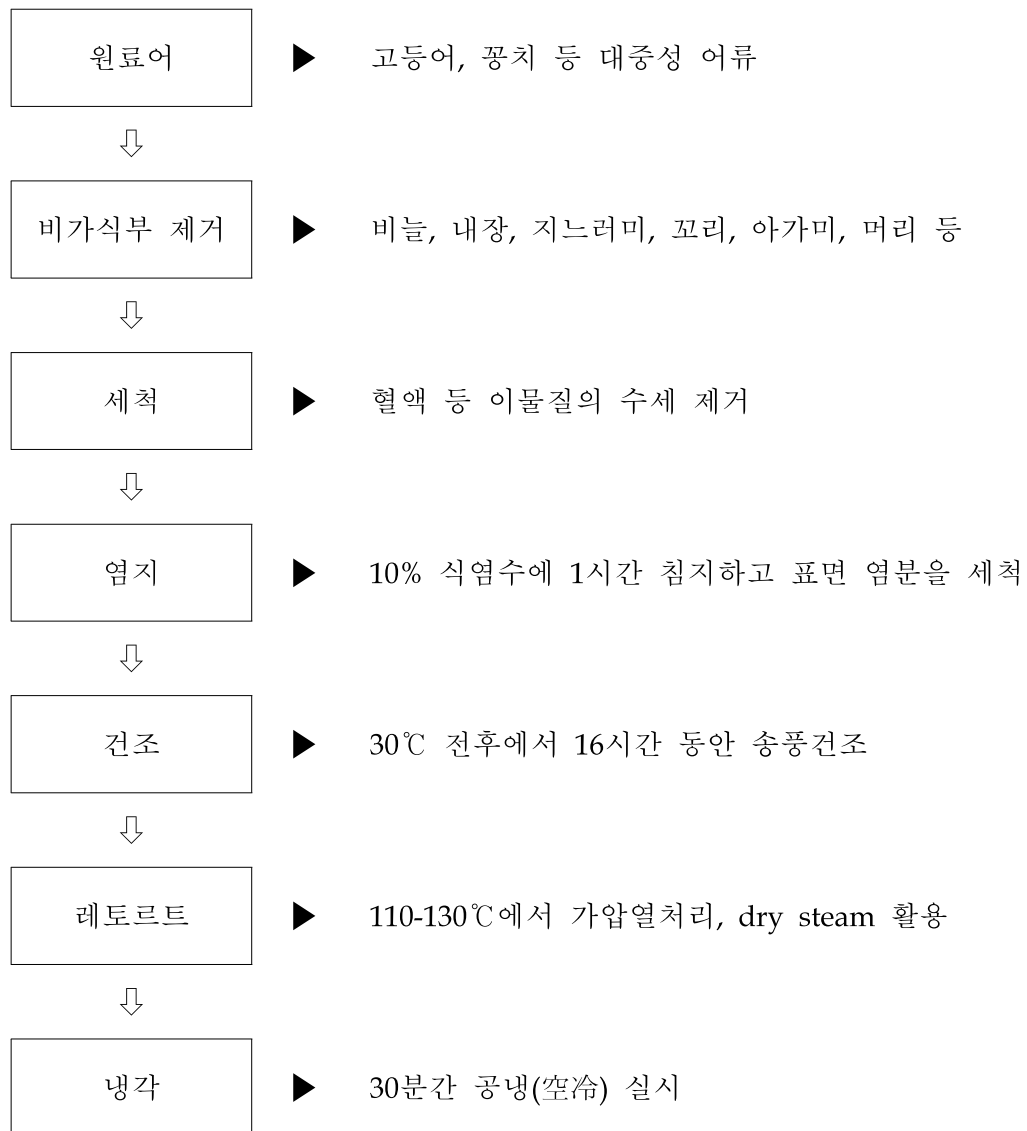 원료어 ▶ 고등어, 꽁치 등 대중성 어류
⇩
비가식부 제거 ▶ 비늘, 내장, 지느러미, 꼬리, 아가미, 머리 등
⇩
세척 ▶ 혈액 등 이물질의 수세 제거
⇩
염지 ▶ 10% 식염수에 1시간 침지하고 표면 염분을 세척
⇩
건조 ▶ 30℃ 전후에서 16시간 동안 송풍건조
⇩
레토르트 ▶ 110-130℃에서 가압열처리, dry steam 활용
⇩
냉각 ▶ 30분간 공냉(空冷) 실시